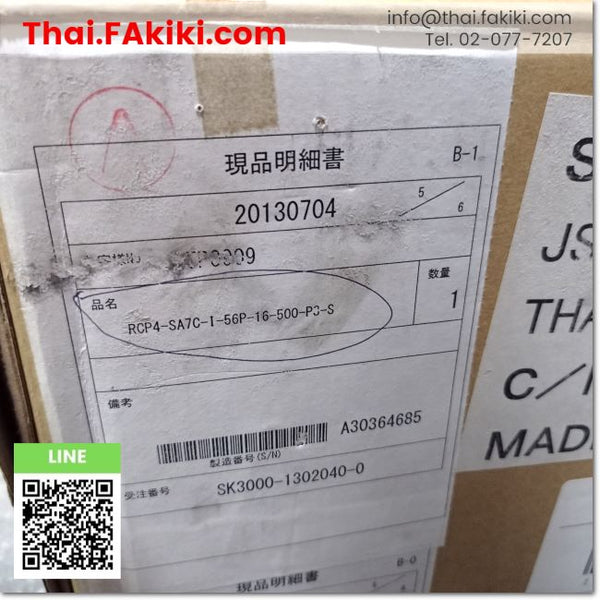 Thai.FAkiki.com
info@thai.fakiki.com
Tel. 02-077-7207
現品明細書
B-1
20130704
5/6
品名
数量
RCP4-SA7C-I-56P-16-500-P3-S
1
備考
A30364685
製造番号(S/N)
受注番号 SK3000-1302040-0
現品明細書
B-0
LINE
MAD